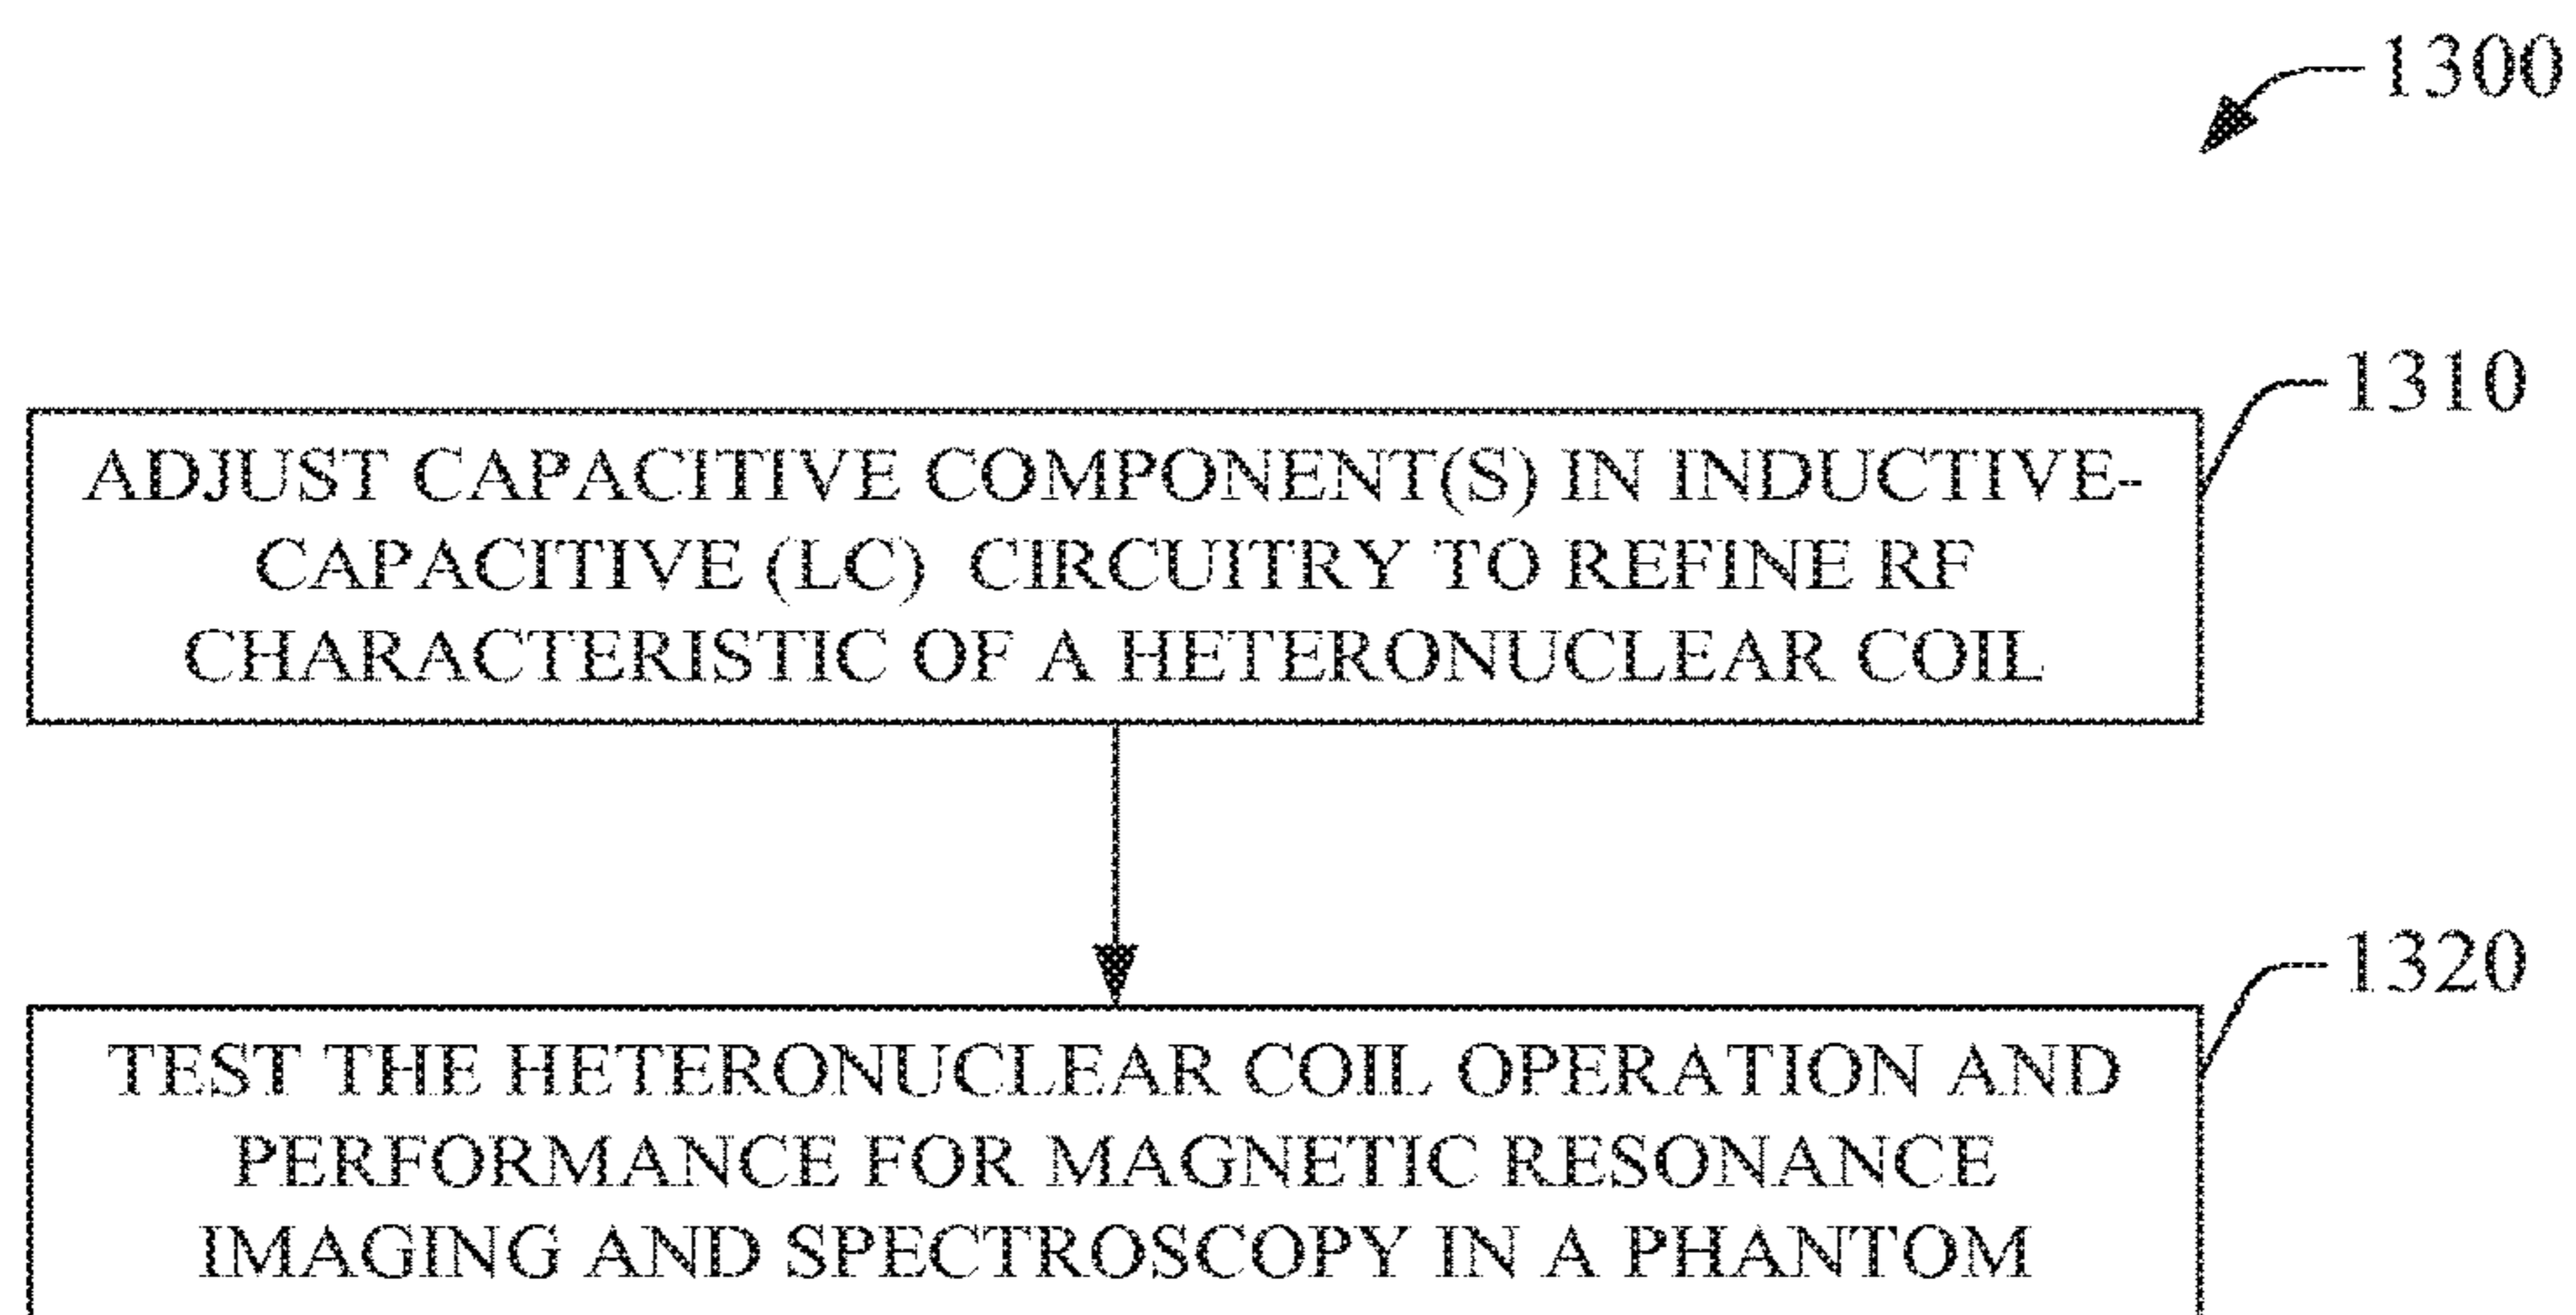 1300
1310
ADJUST CAPACITIVE COMPONENT(S) IN INDUCTIVE-
CAPACITIVE (LC) CIRCUITRY TO REFINE RF
CHARACTERISTIC OF A HETERONUCLEAR COIL
1320
TEST THE HETERONUCLEAR COIL OPERATION AND
PERFORMANCE FOR MAGNETIC RESONANCE
IMAGING AND SPECTROSCOPY IN A PHANTOM